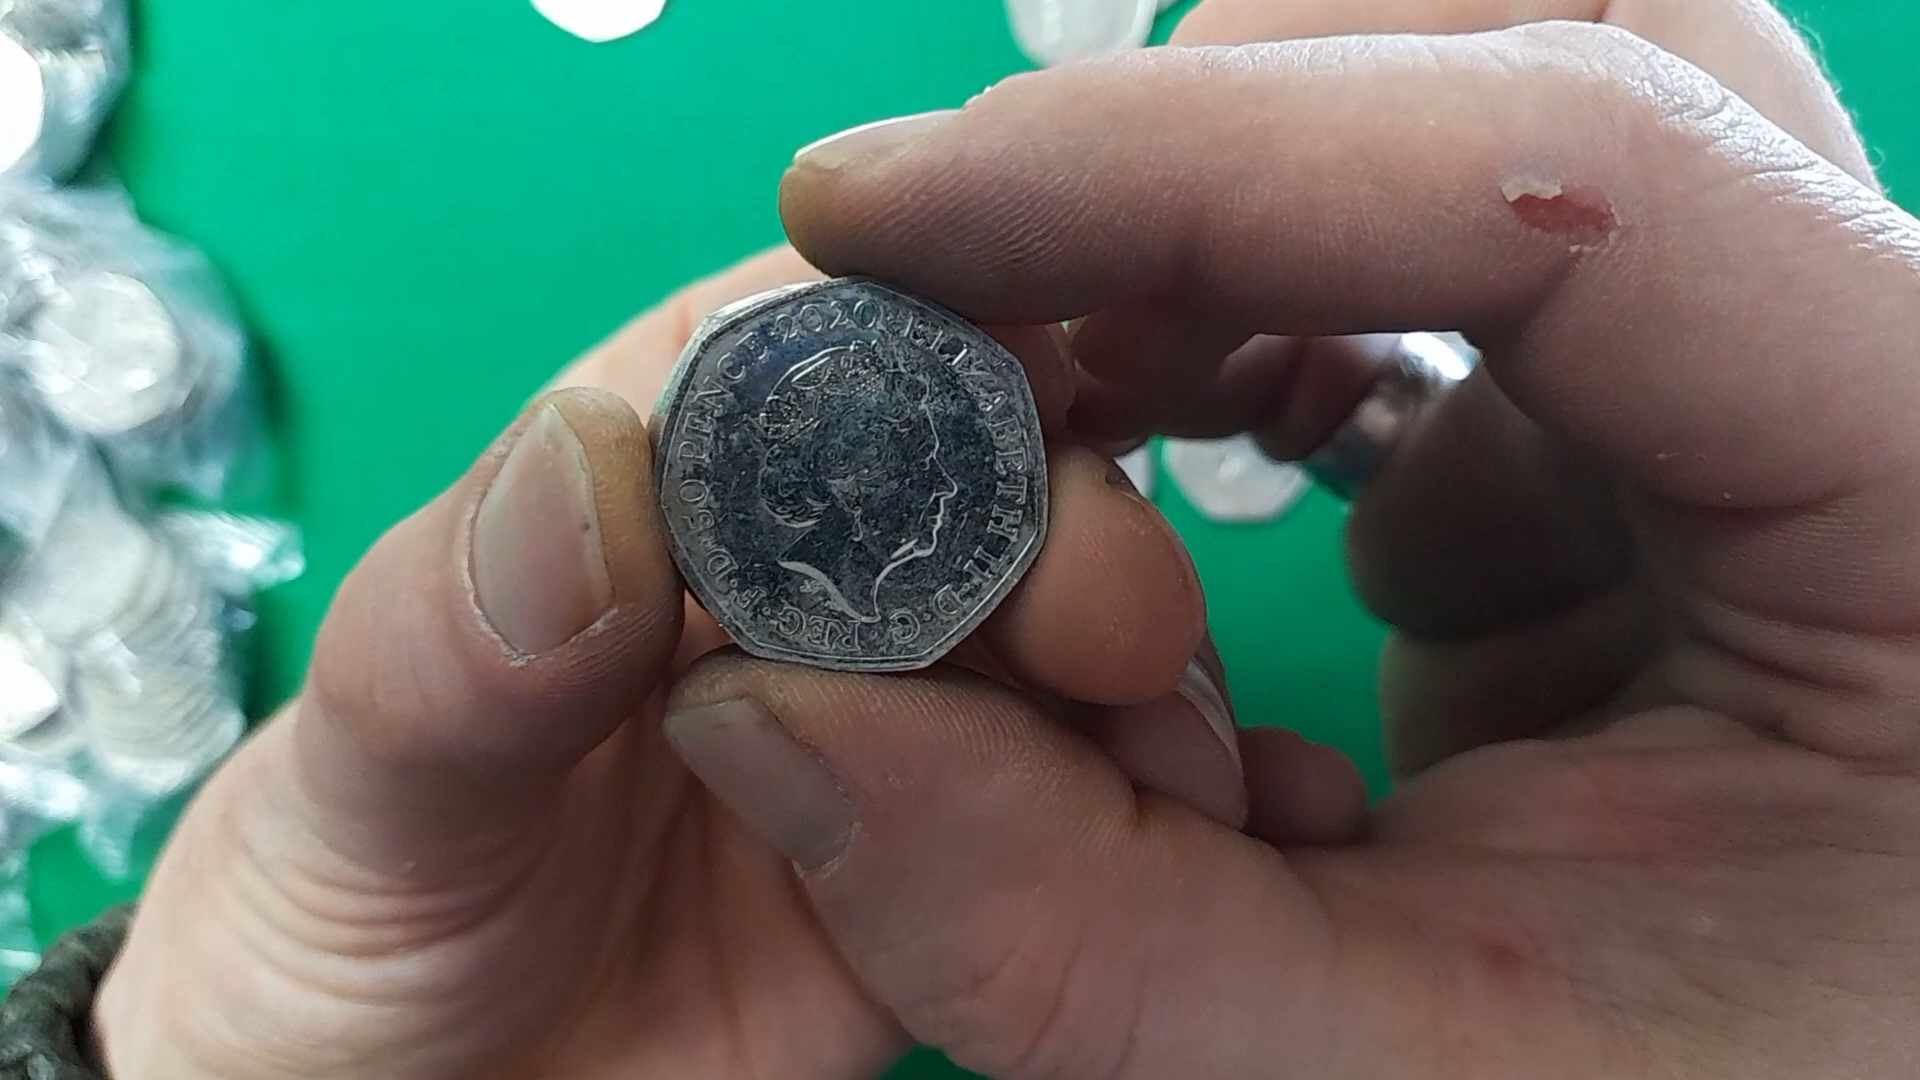 ELIZABETH II · D · G · REG · F · D · 50 PENCE · 2020 ·